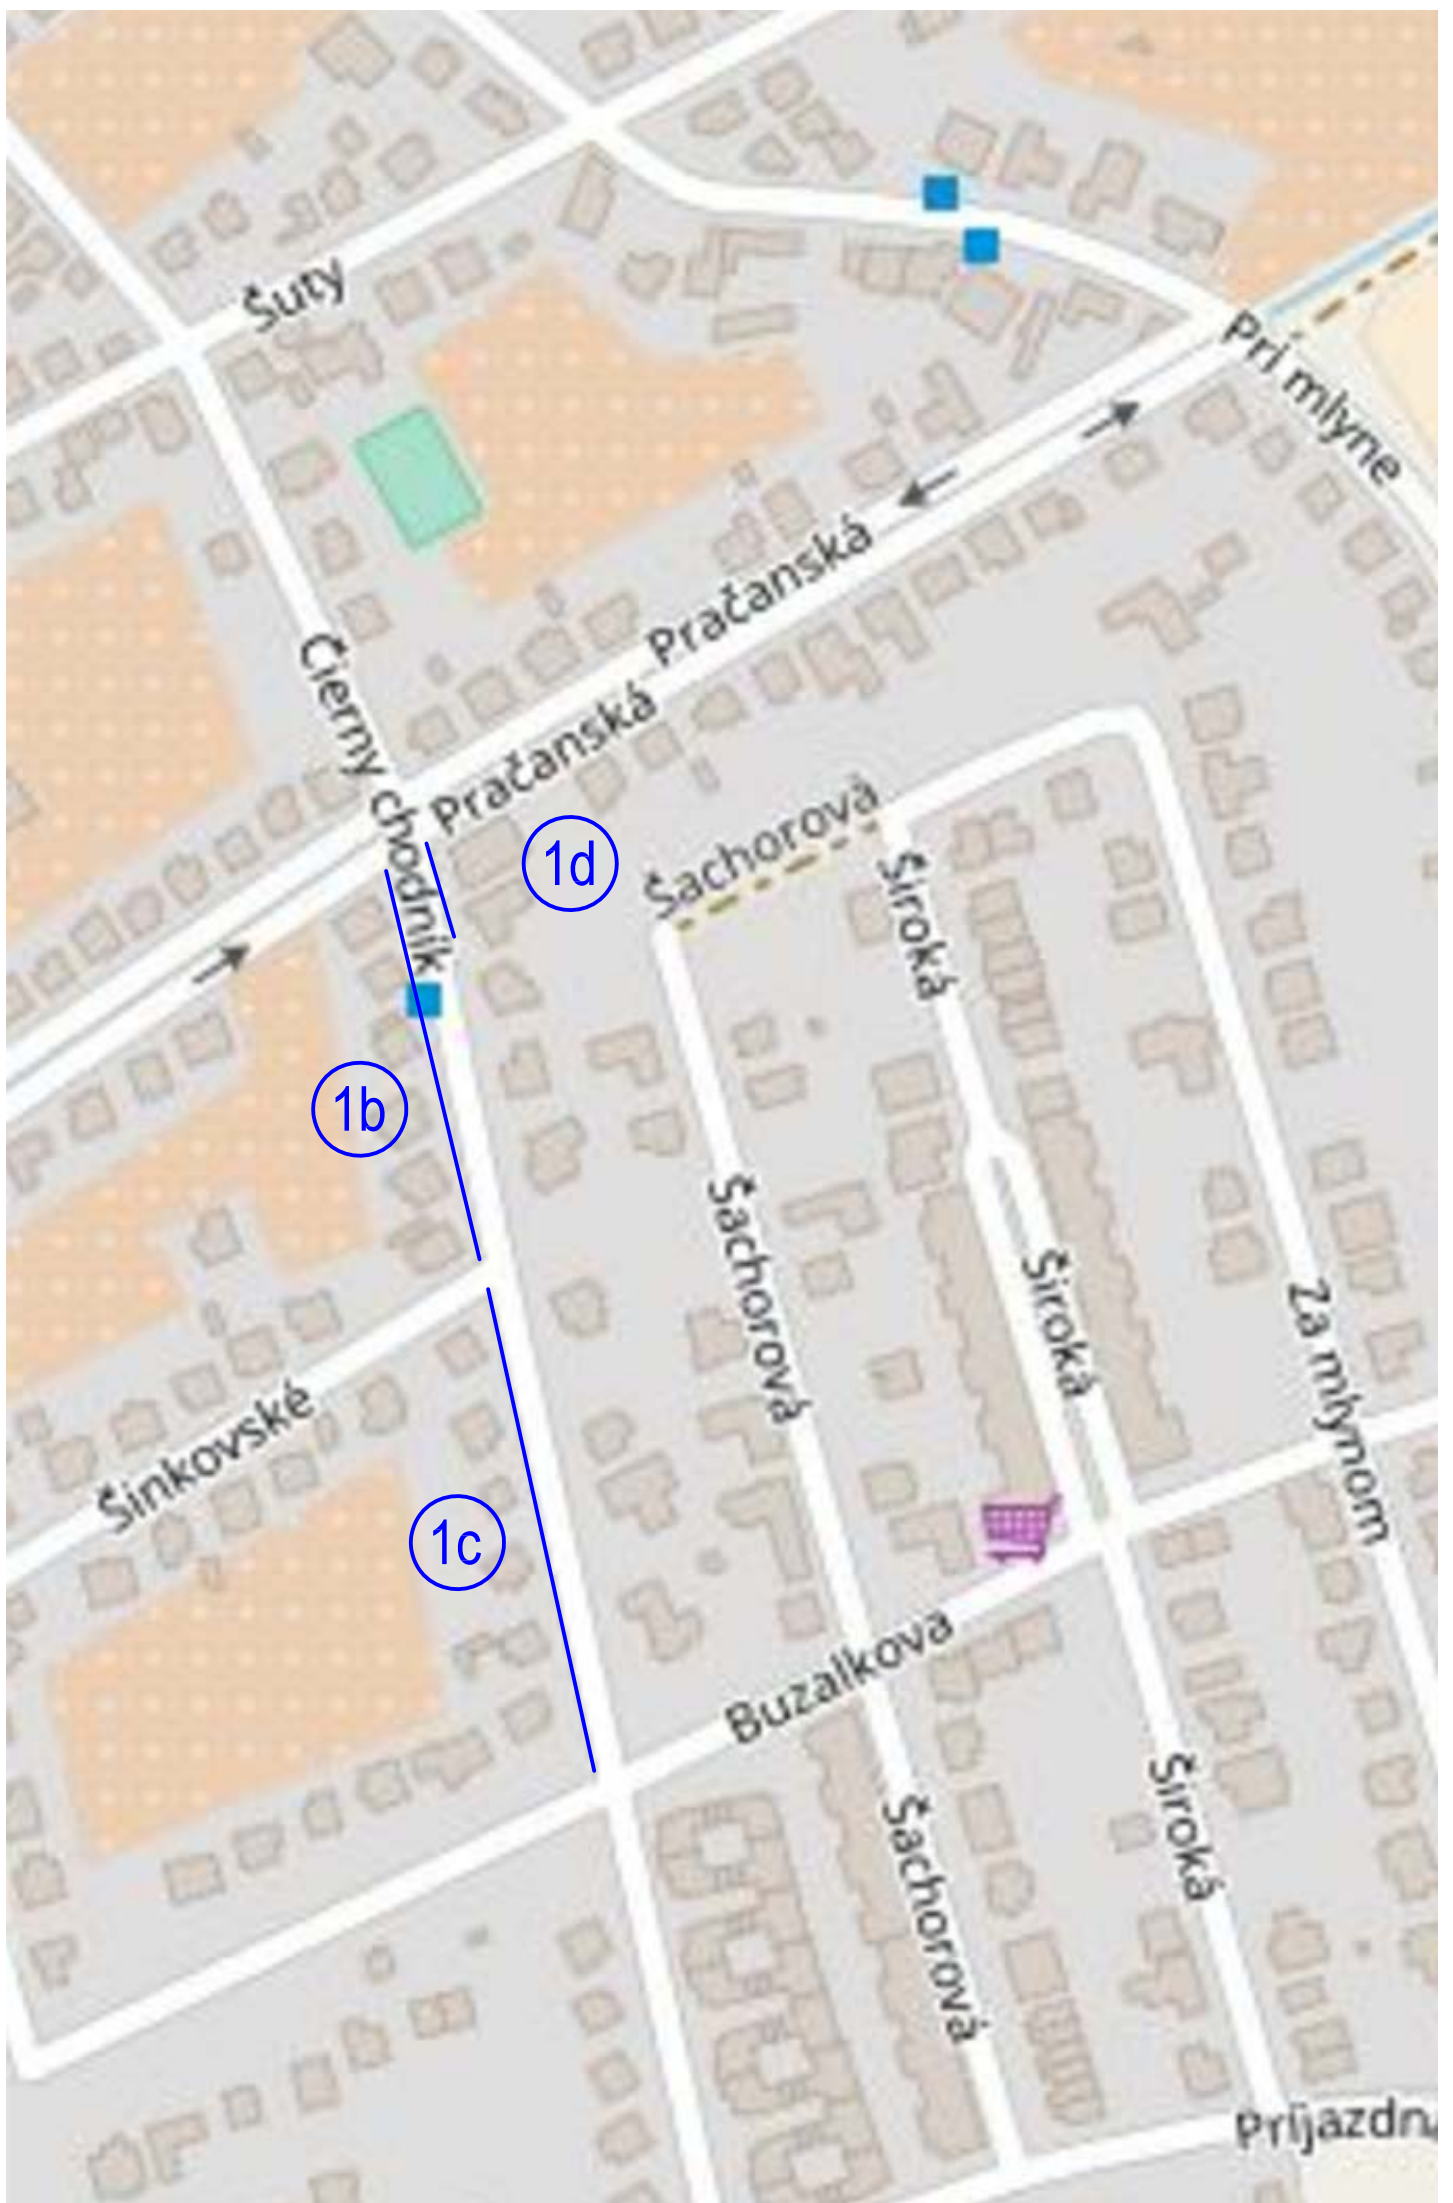 Šuty
Pri mlyne
Pračanská
Čierny chodník
Pračanská
1d
Šachorová
Široká
1b
Šachorová
Široká
Za mlynom
Šinkovské
1c
Buzalkova
Široká
Šachorová
Príjazdná